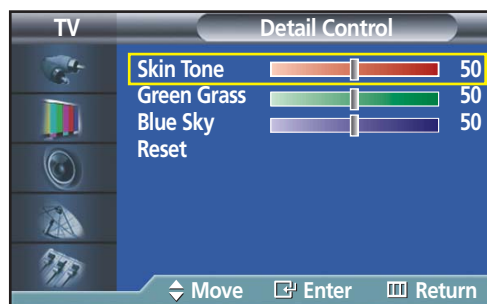 TV Detail Control
Skin Tone 50
Green Grass 50
Blue Sky 50
Reset
Move Enter Return